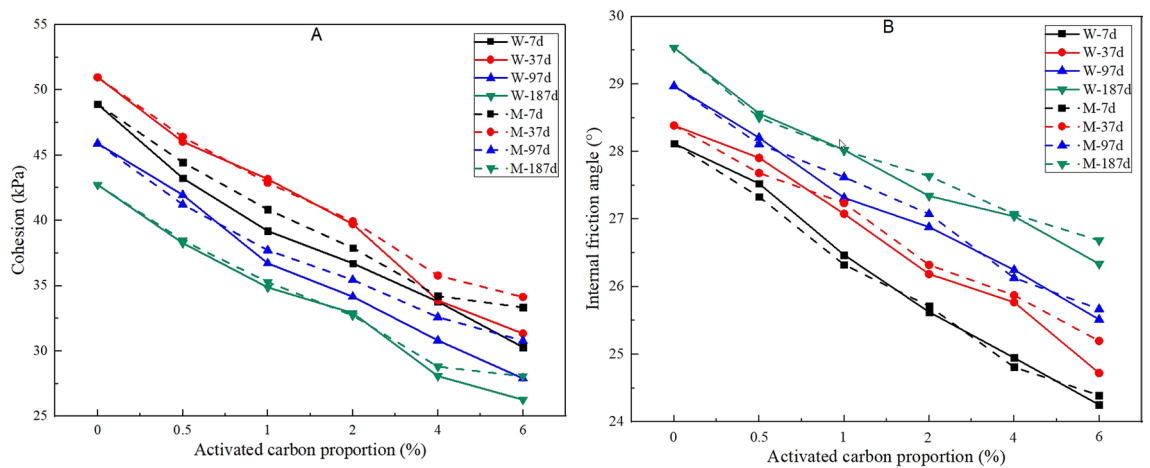 A
55
50
45
40
35
30
25
Cohesion (kPa)
0 0.5 1 2 4 6
Activated carbon proportion (%)
W-7d
W-37d
W-97d
W-187d
M-7d
M-37d
M-97d
M-187d
B
30
29
28
27
26
25
24
Internal friction angle (°)
0 0.5 1 2 4 6
Activated carbon proportion (%)
W-7d
W-37d
W-97d
W-187d
M-7d
M-37d
M-97d
M-187d